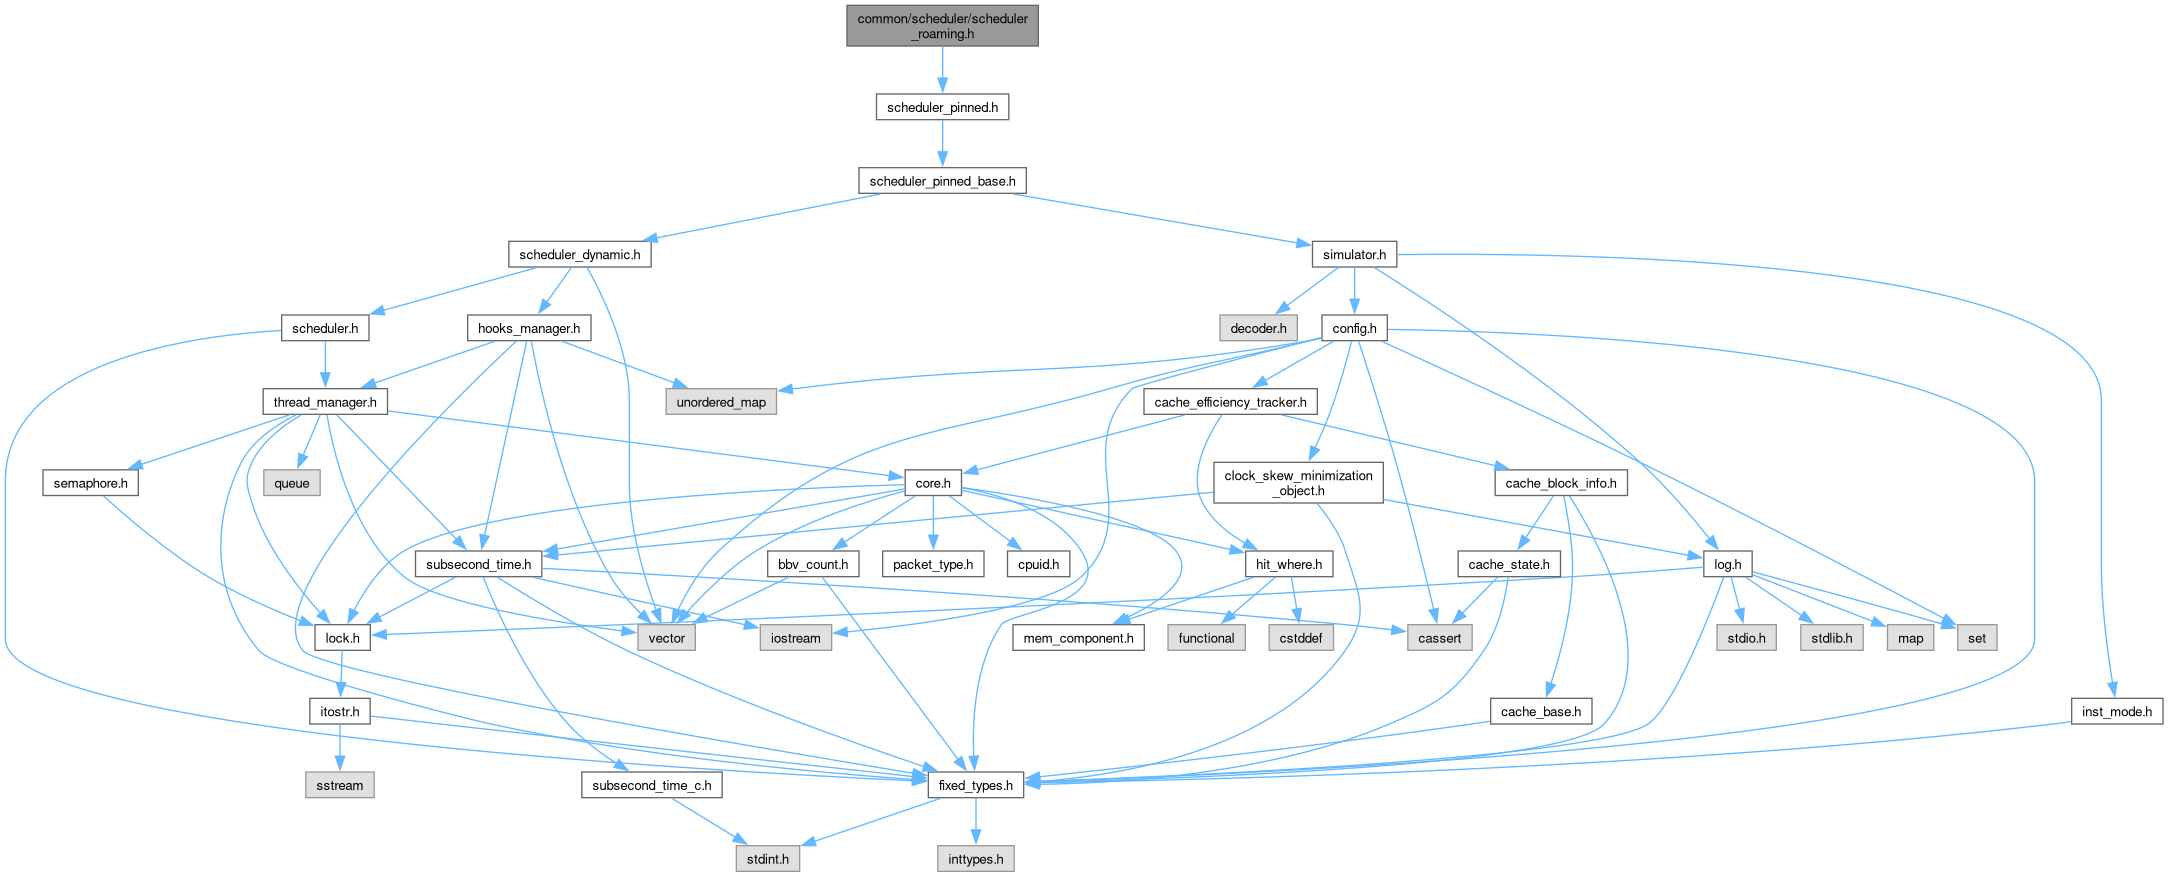 common/scheduler/scheduler
_roaming.h
scheduler_pinned.h
scheduler_pinned_base.h
scheduler_dynamic.h
simulator.h
scheduler.h
hooks_manager.h
decoder.h
config.h
thread_manager.h
unordered_map
cache_efficiency_tracker.h
semaphore.h
queue
core.h
clock_skew_minimization
_object.h
cache_block_info.h
subsecond_time.h
bbv_count.h
packet_type.h
cpuid.h
hit_where.h
cache_state.h
log.h
lock.h
vector
iostream
mem_component.h
functional
cstddef
cassert
stdio.h
stdlib.h
map
set
itostr.h
cache_base.h
inst_mode.h
sstream
subsecond_time_c.h
fixed_types.h
stdint.h
inttypes.h